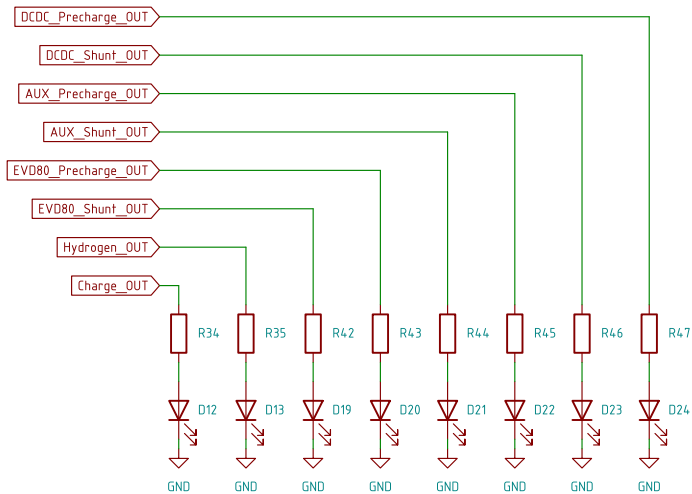 DCDC_Precharge_OUT
DCDC_Shunt_OUT
AUX_Precharge_OUT
AUX_Shunt_OUT
EVD80_Precharge_OUT
EVD80_Shunt_OUT
Hydrogen_OUT
Charge_OUT
R34 R35 R42 R43 R44 R45 R46 R47
D12 D13 D19 D20 D21 D22 D23 D24
GND GND GND GND GND GND GND GND